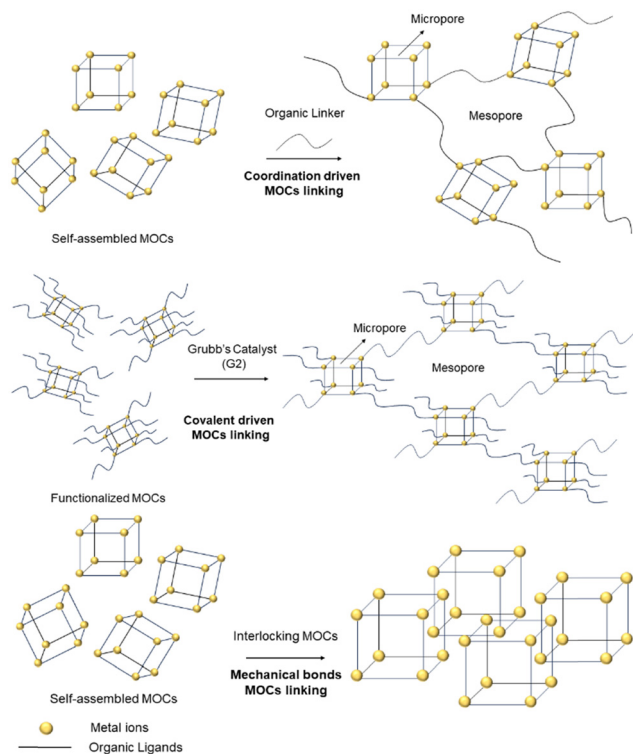 Micropore
Organic Linker
Mesopore
Coordination driven
MOCs linking
Self-assembled MOCs
Grubb's Catalyst
(G2)
Micropore
Mesopore
Covalent driven
MOCs linking
Functionalized MOCs
Interlocking MOCs
Mechanical bonds
MOCs linking
Self-assembled MOCs
Metal ions
Organic Ligands